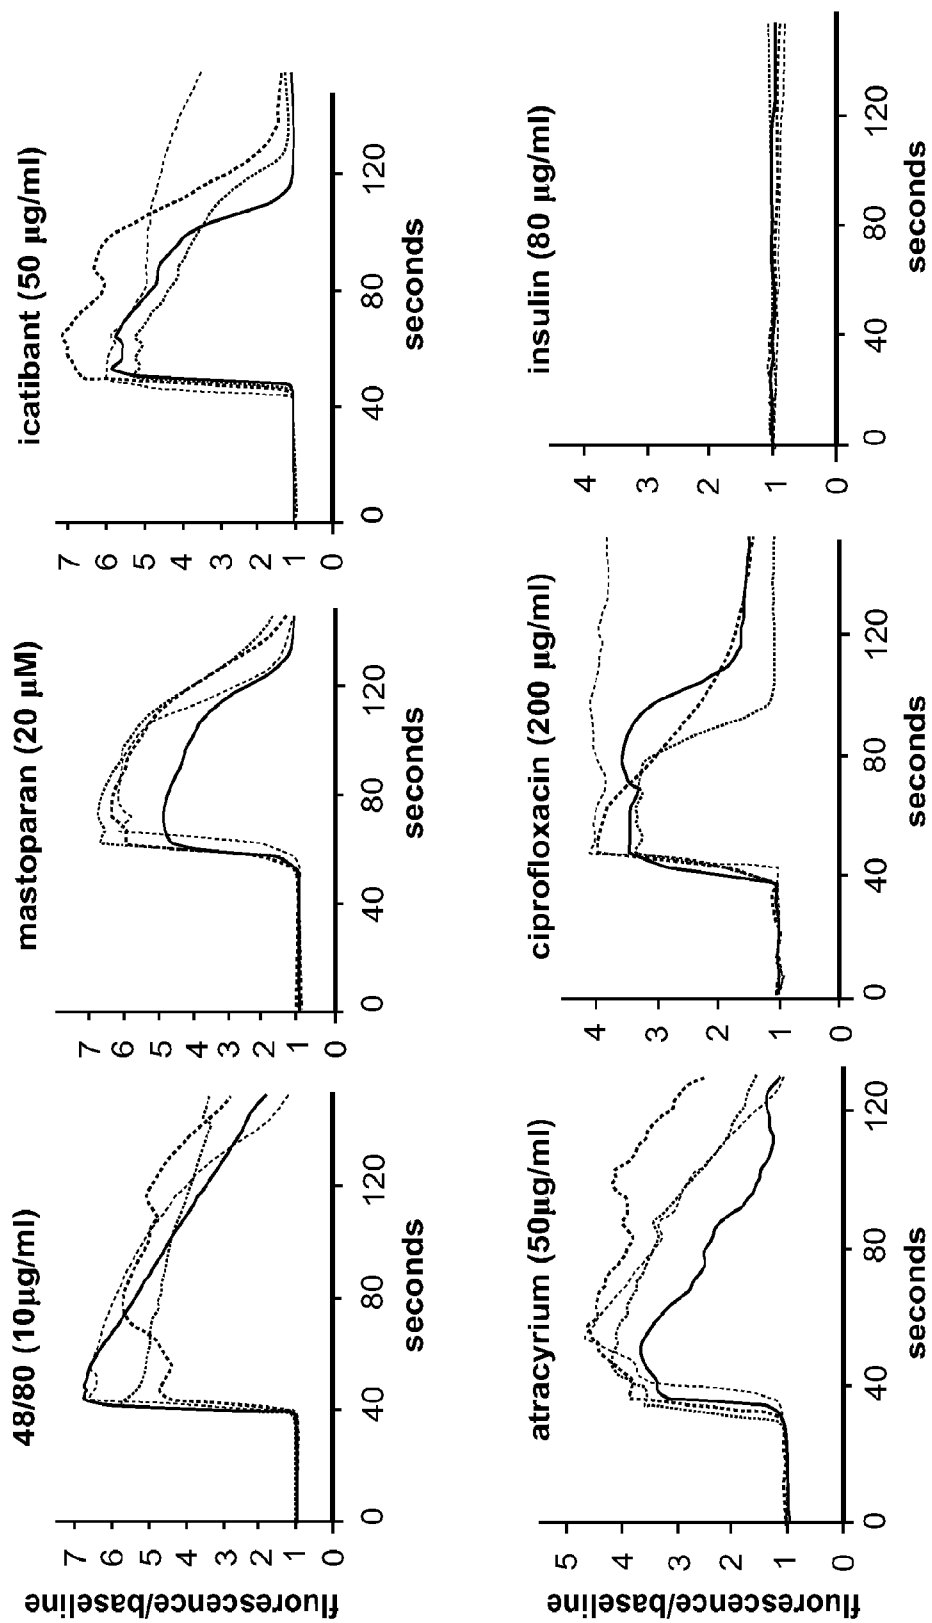 48/80 (10µg/ml)
mastoparan (20 µM)
icatibant (50 µg/ml)
fluorescence/baseline
7
6
5
4
3
2
1
0
0 40 80 120
seconds
7
6
5
4
3
2
1
0
0 40 80 120
seconds
7
6
5
4
3
2
1
0
0 40 80 120
seconds
atracyrium (50µg/ml)
ciprofloxacin (200 µg/ml)
insulin (80 µg/ml)
fluorescence/baseline
5
4
3
2
1
0
0 40 80 120
seconds
4
3
2
1
0
0 40 80 120
seconds
4
3
2
1
0
0 40 80 120
seconds